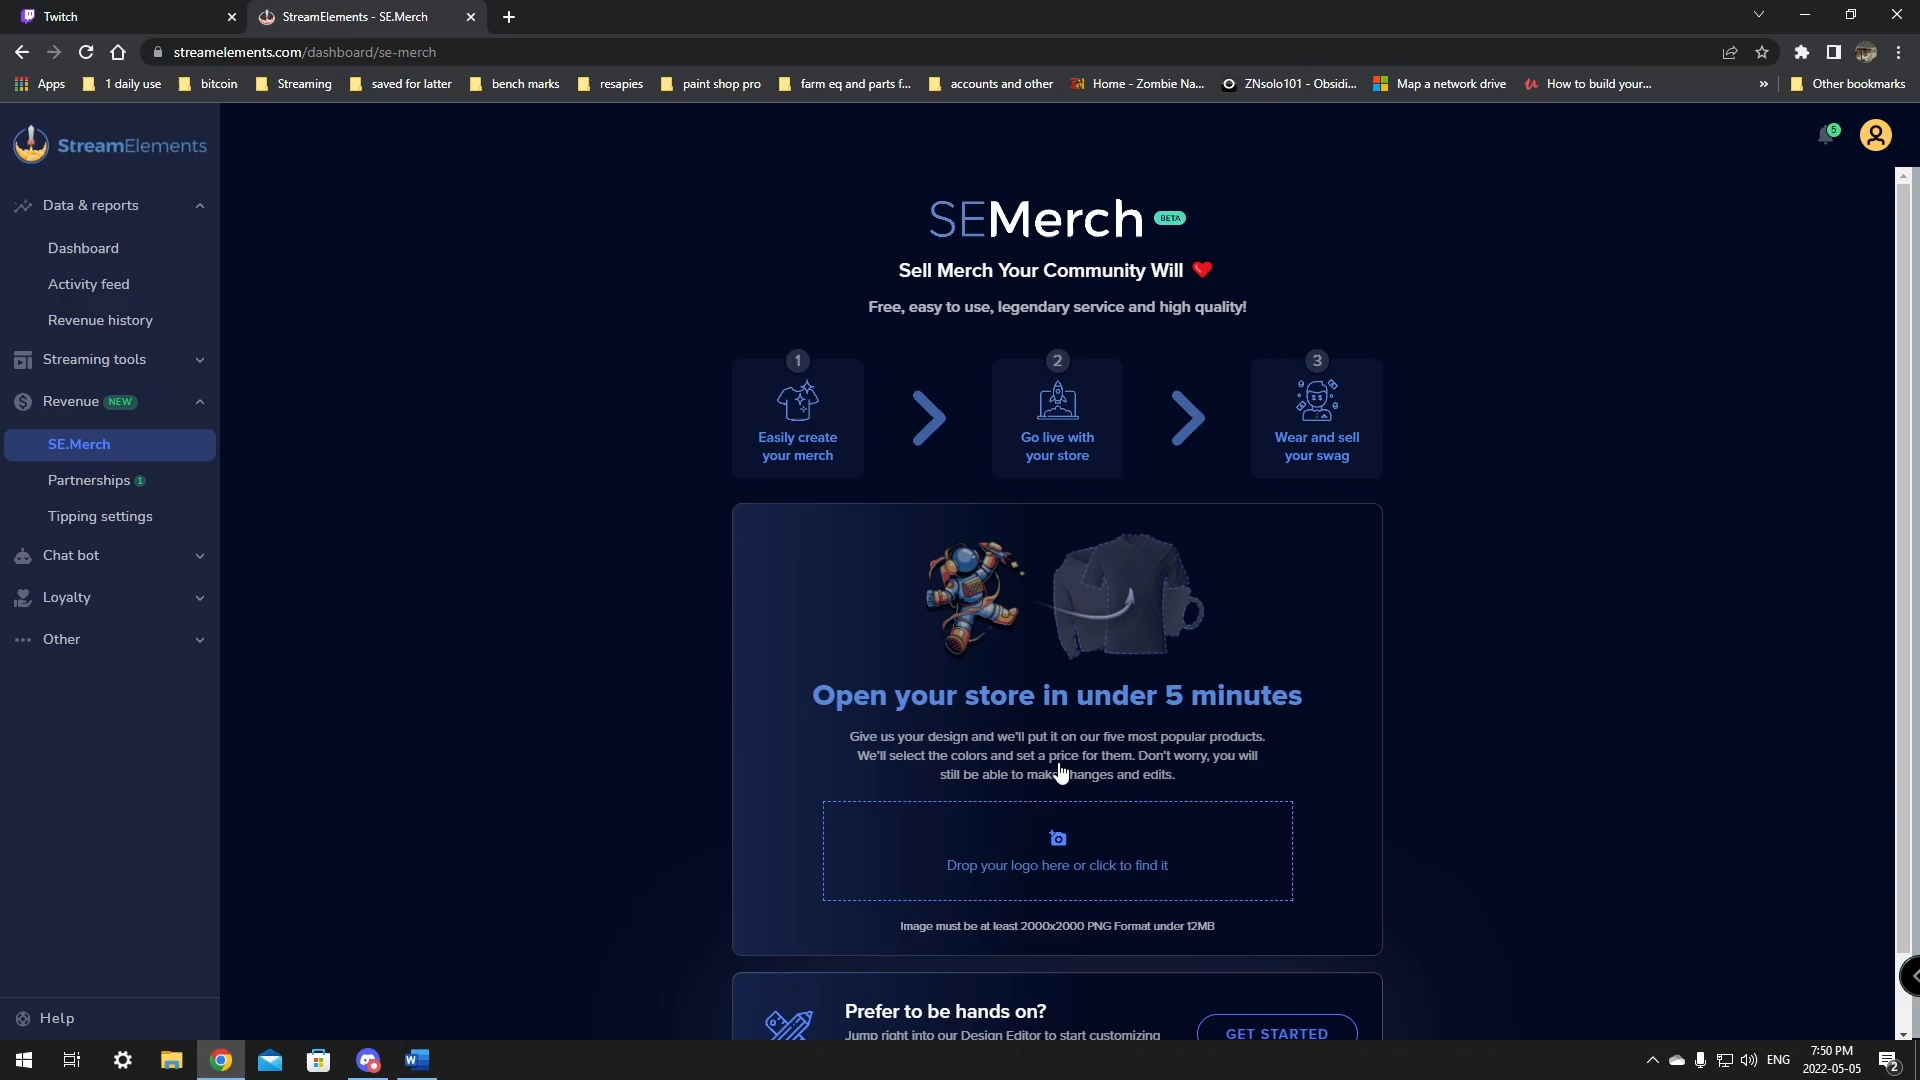 Twitch
StreamElements - SE.Merch
streamelements.com/dashboard/se-merch
Apps
1 daily use
bitcoin
Streaming
saved for latter
bench marks
resapies
paint shop pro
farm eq and parts f...
accounts and other
Home - Zombie Na...
ZNsolo101 - Obsidi...
Map a network drive
How to build your...
»
Other bookmarks
StreamElements
5
Data & reports
Dashboard
Activity feed
Revenue history
Streaming tools
Revenue NEW
SE.Merch
Partnerships 1
Tipping settings
Chat bot
Loyalty
Other
Help
SEMerch BETA
Sell Merch Your Community Will ❤
Free, easy to use, legendary service and high quality!
1
Easily create
your merch
2
Go live with
your store
3
Wear and sell
your swag
Open your store in under 5 minutes
Give us your design and we'll put it on our five most popular products.
We'll select the colors and set a price for them. Don't worry, you will
still be able to make changes and edits.
Drop your logo here or click to find it
Image must be at least 2000x2000 PNG Format under 12MB
Prefer to be hands on?
Jump right into our Design Editor to start customizing
GET STARTED
ENG
7:50 PM
2022-05-05
2